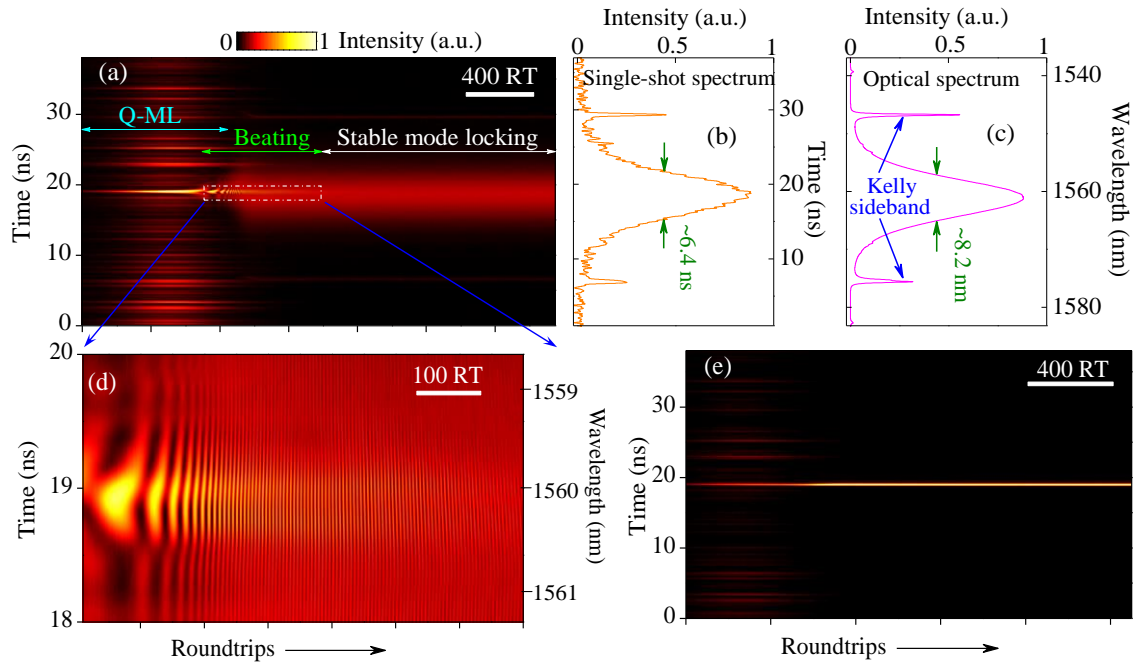 0 1 Intensity (a.u.)
(a)
400 RT
Q-ML
Beating
Stable mode locking
Time (ns)
30
20
10
0
Intensity (a.u.)
0 0.5 1
Single-shot spectrum
(b)
~6.4 ns
30
20
10
Time (ns)
Intensity (a.u.)
0 0.5 1
Optical spectrum
(c)
Kelly
sideband
~8.2 nm
1540
1560
1580
Wavelength (nm)
(d)
100 RT
Time (ns)
20
19
18
1559
1560
1561
Wavelength (nm)
Roundtrips
(e)
400 RT
Time (ns)
30
20
10
0
Roundtrips